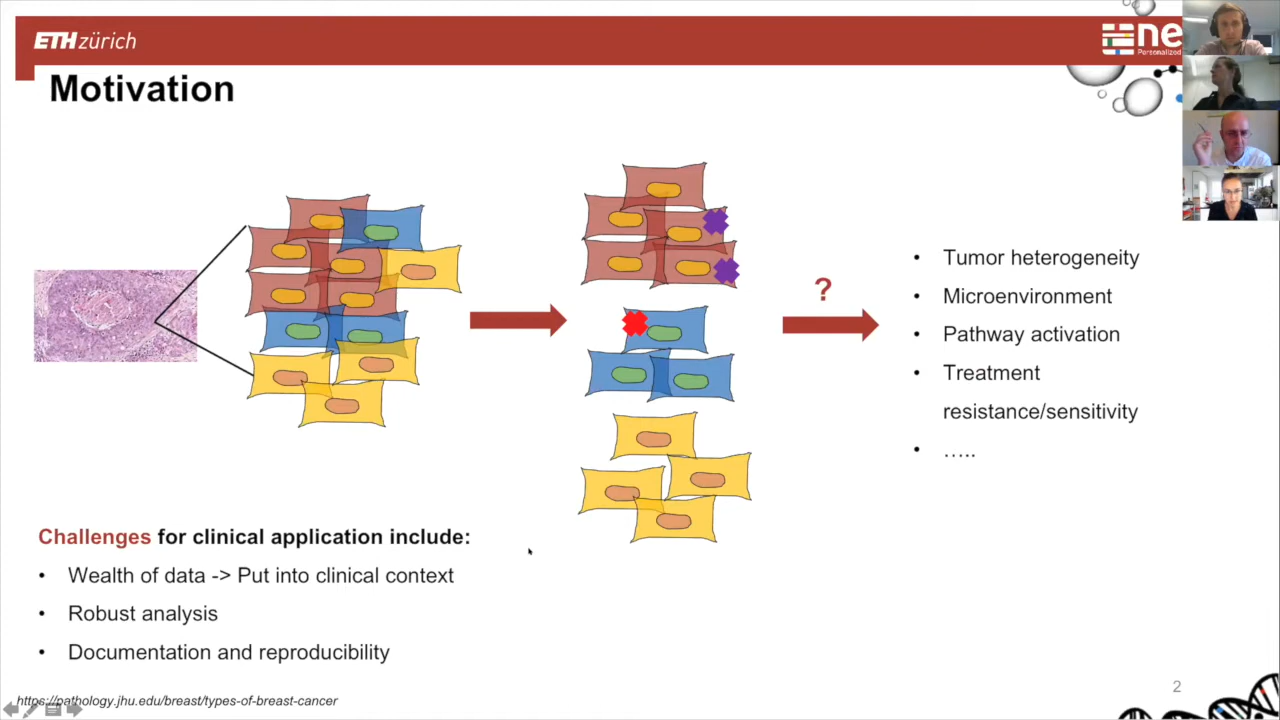 ETH zürich
ne
Personalized
Motivation
?
• Tumor heterogeneity
• Microenvironment
• Pathway activation
• Treatment
resistance/sensitivity
• …..
Challenges for clinical application include:
• Wealth of data -> Put into clinical context
• Robust analysis
• Documentation and reproducibility
https://pathology.jhu.edu/breast/types-of-breast-cancer
2